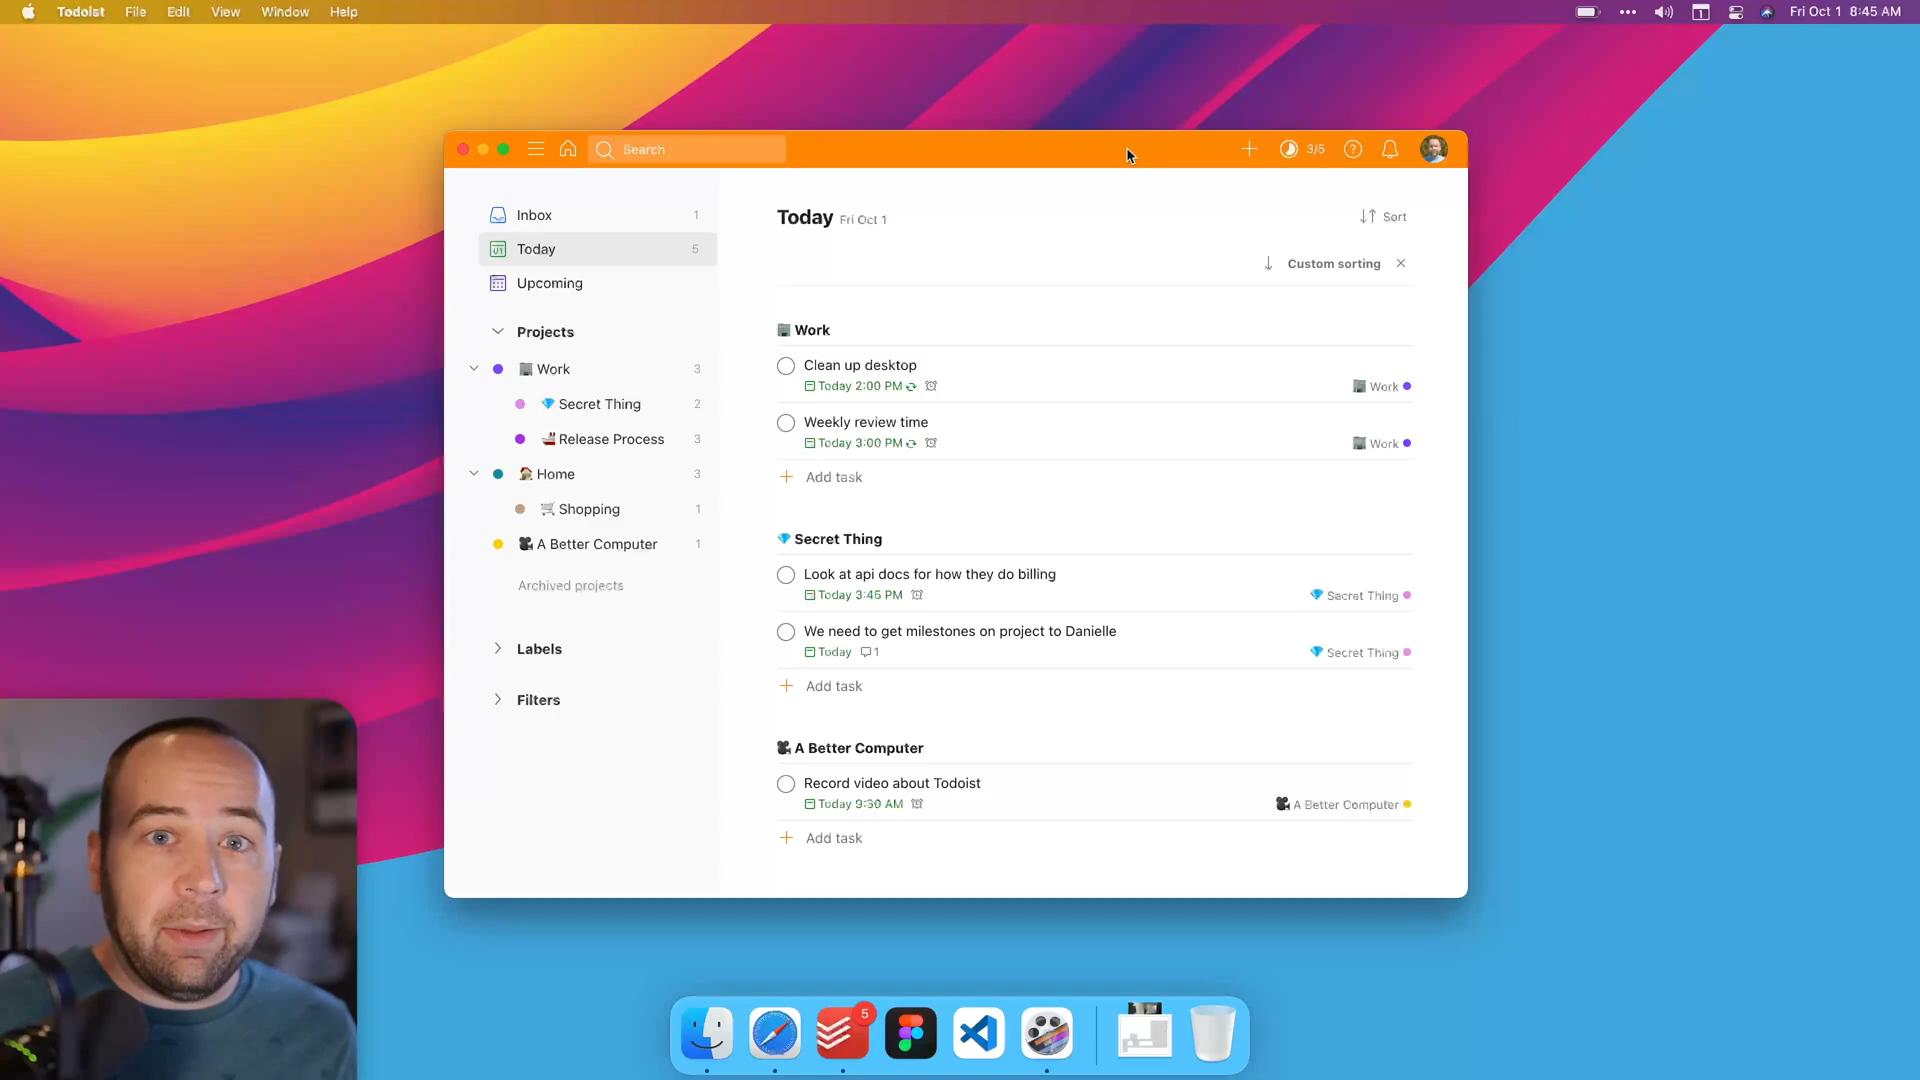 Todoist File Edit View Window Help
1 Fri Oct 1 8:45 AM
Search
3/5
Inbox 1
Today 5
Upcoming
Projects
Work 3
Secret Thing 2
Release Process 3
Home 3
Shopping 1
A Better Computer 1
Archived projects
Labels
Filters
Today Fri Oct 1
Sort
Custom sorting
Work
Clean up desktop
Today 2:00 PM
Work
Weekly review time
Today 3:00 PM
Work
Add task
Secret Thing
Look at api docs for how they do billing
Today 3:45 PM
Secret Thing
We need to get milestones on project to Danielle
Today 1
Secret Thing
Add task
A Better Computer
Record video about Todoist
Today 9:30 AM
A Better Computer
Add task
5